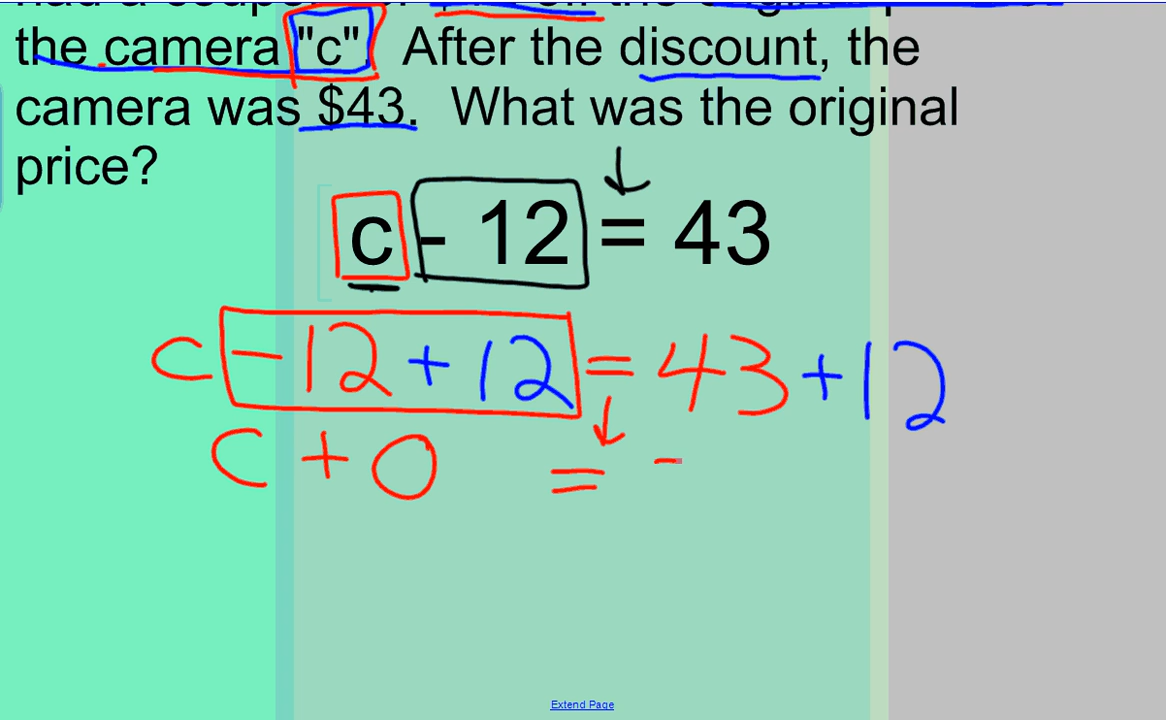 the camera "c". After the discount, the
camera was $43. What was the original
price?
c - 12 = 43
c - 12 + 12 = 43 + 12
c + 0 =
Extend Page